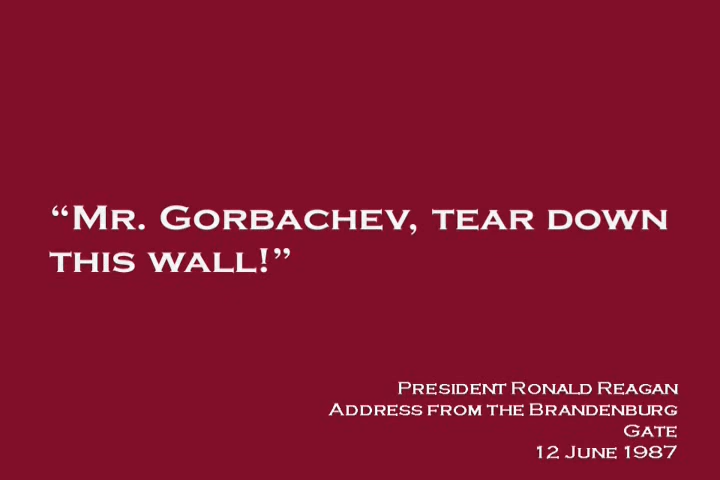 “Mr. Gorbachev, tear down
this wall!”
President Ronald Reagan
Address from the Brandenburg
Gate
12 June 1987